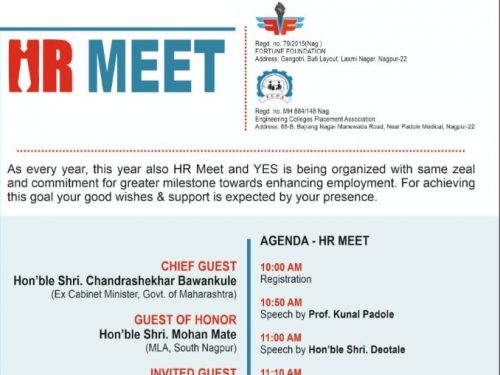 HR MEET
Regd. no. 79/2015(Nag.)
FORTUNE FOUNDATION
Address: Gangotri, Bati Layout, Laxmi Nagar, Nagpur-22
Regd. no. MH 884/148 Nag.
Engineering Colleges Placement Association
Address: 88-B, Bajrang Nagar Manewada Road, Near Padole Medical, Nagpur-22
As every year, this year also HR Meet and YES is being organized with same zeal
and commitment for greater milestone towards enhancing employment. For achieving
this goal your good wishes & support is expected by your presence.
CHIEF GUEST
Hon'ble Shri. Chandrashekhar Bawankule
(Ex Cabinet Minister, Govt. of Maharashtra)
GUEST OF HONOR
Hon'ble Shri. Mohan Mate
(MLA, South Nagpur)
INVITED GUEST
AGENDA - HR MEET
10:00 AM
Registration
10:50 AM
Speech by Prof. Kunal Padole
11:00 AM
Speech by Hon'ble Shri. Deotale
11:10 AM